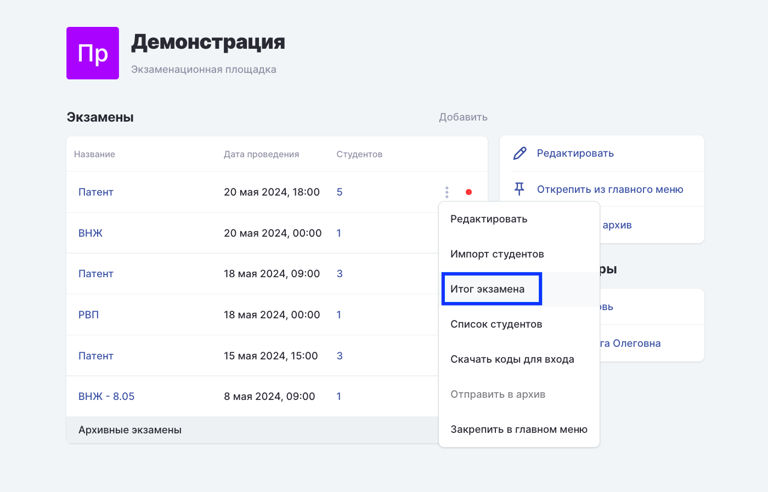 Пр
Демонстрация
Экзаменационная площадка
Экзамены
Добавить
Название Дата проведения Студентов
Патент 20 мая 2024, 18:00 5
ВНЖ 20 мая 2024, 00:00 1
Патент 18 мая 2024, 09:00 3
РВП 18 мая 2024, 00:00 1
Патент 15 мая 2024, 15:00 3
ВНЖ - 8.05 8 мая 2024, 09:00 1
Архивные экзамены
Редактировать
Импорт студентов
Итог экзамена
Список студентов
Скачать коды для входа
Отправить в архив
Закрепить в главном меню
Редактировать
Открепить из главного меню
архив
Олеговна